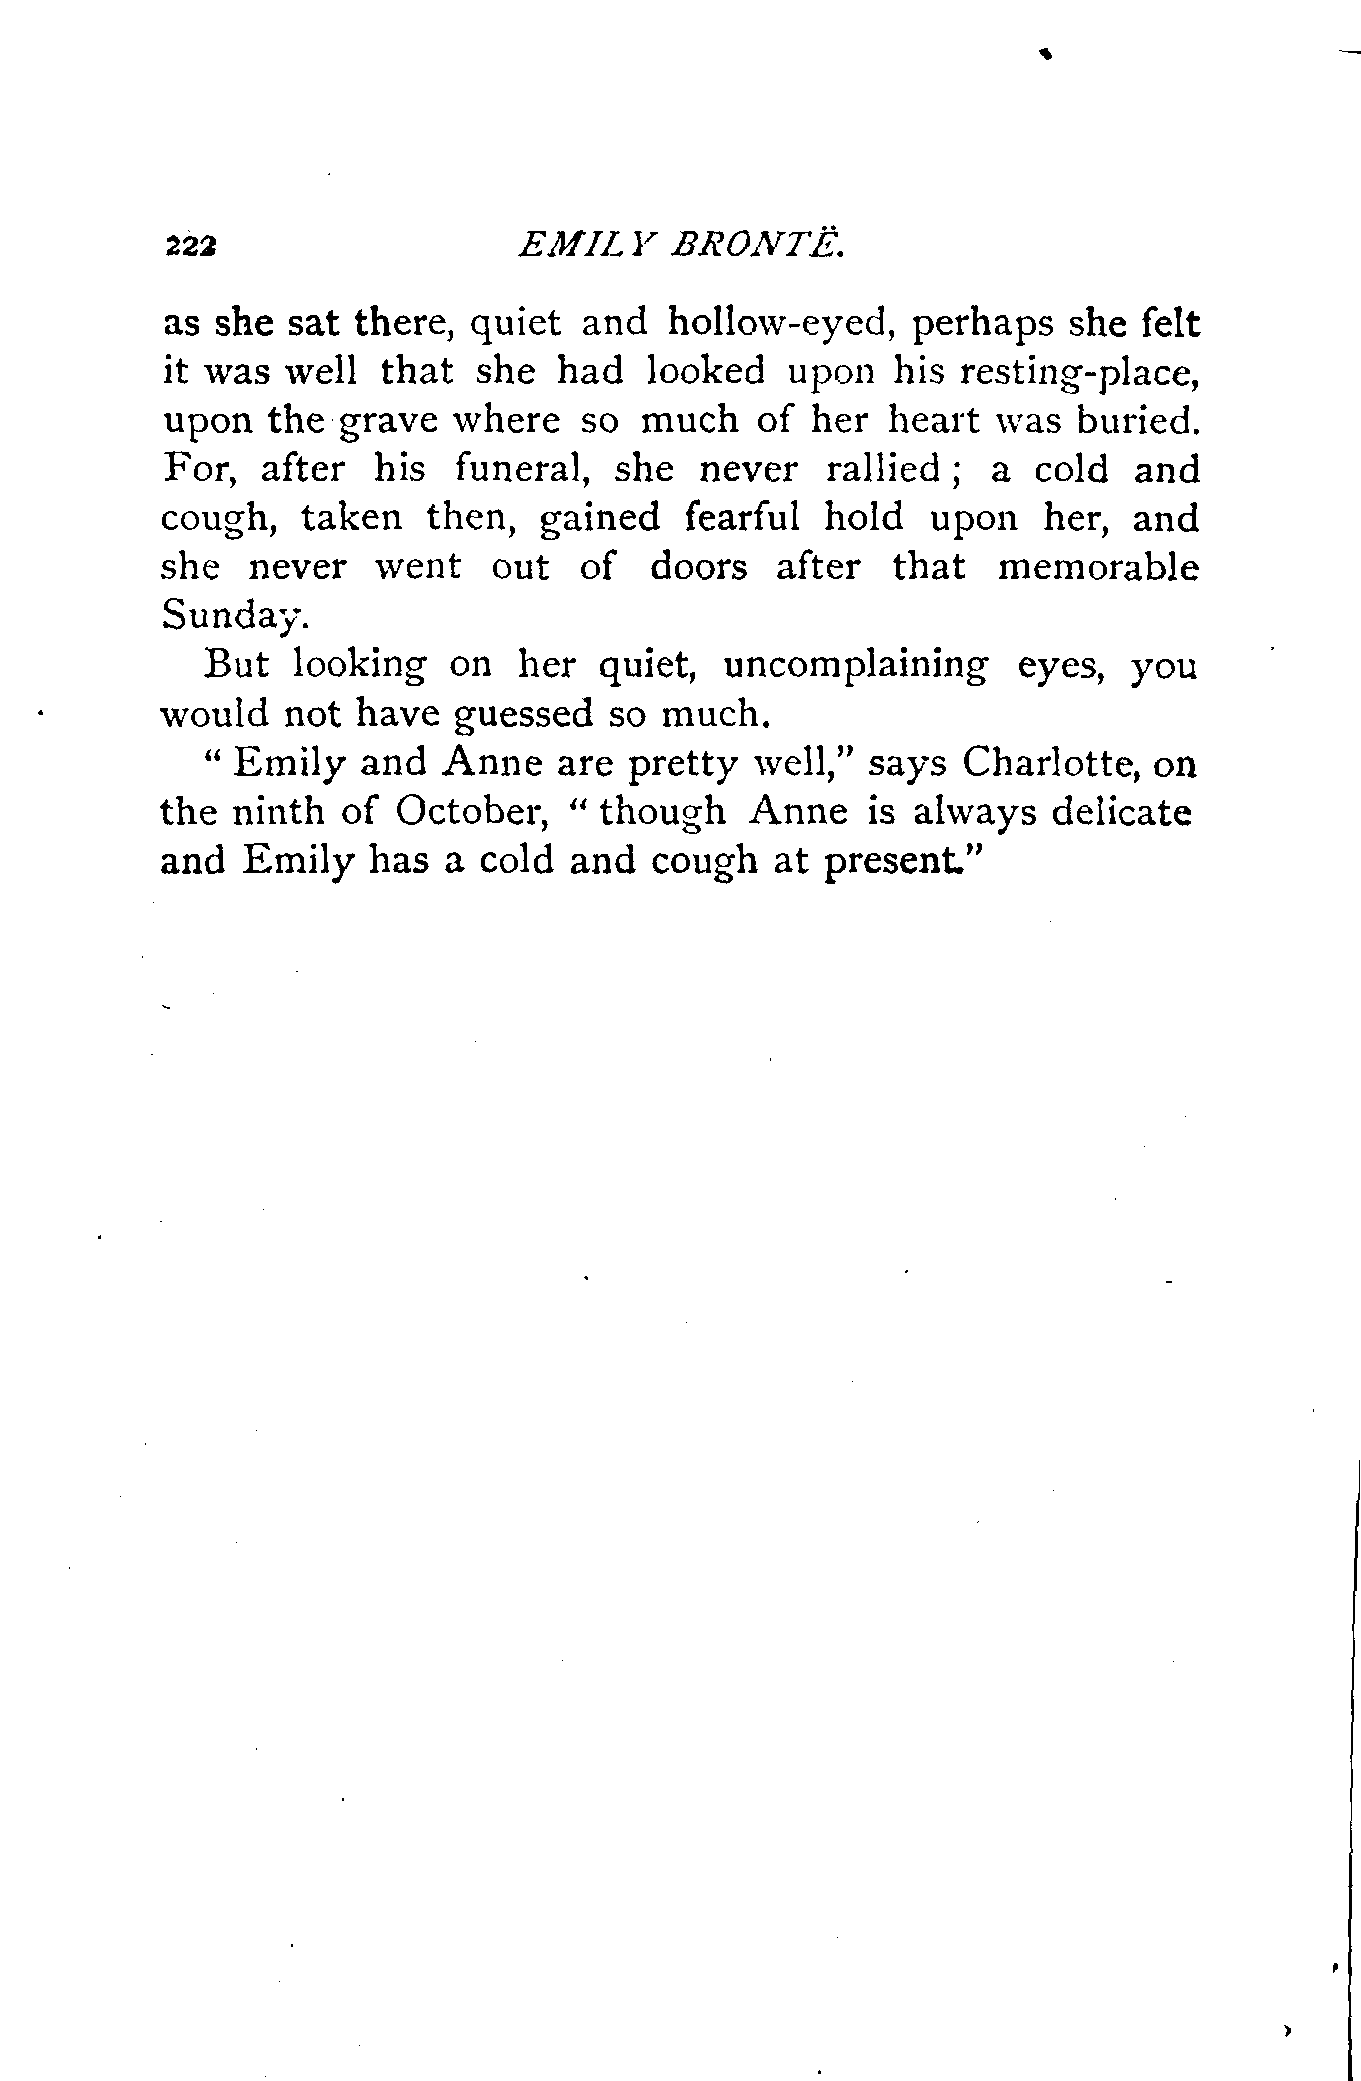 222 EMILY BRONTË.
as she sat there, quiet and hollow-eyed, perhaps she felt
it was well that she had looked upon his resting-place,
upon the grave where so much of her heart was buried.
For, after his funeral, she never rallied ; a cold and
cough, taken then, gained fearful hold upon her, and
she never went out of doors after that memorable
Sunday.
But looking on her quiet, uncomplaining eyes, you
would not have guessed so much.
“ Emily and Anne are pretty well,” says Charlotte, on
the ninth of October, “ though Anne is always delicate
and Emily has a cold and cough at present.”